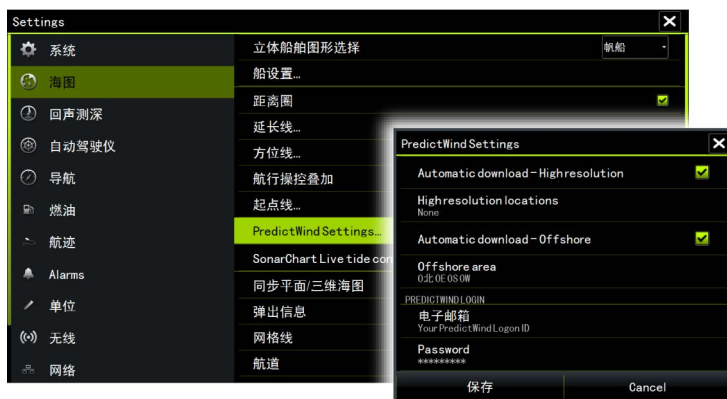 Settings
系统
海图
回声测深
自动驾驶仪
导航
燃油
航迹
Alarms
单位
无线
网络
立体船舶图形选择
帆船
船设置...
距离圈
延长线...
方位线...
航行操控叠加
起点线...
PredictWind Settings...
SonarChart Live tide cor
同步平面/三维海图
弹出信息
网格线
航道
PredictWind Settings
Automatic download - High resolution
High resolution locations
None
Automatic download - Offshore
Offshore area
0北 0E 0S 0W
PREDICTWIND LOGIN
电子邮箱
Your PredictWind Logon ID
Password
*********
保存
Cancel